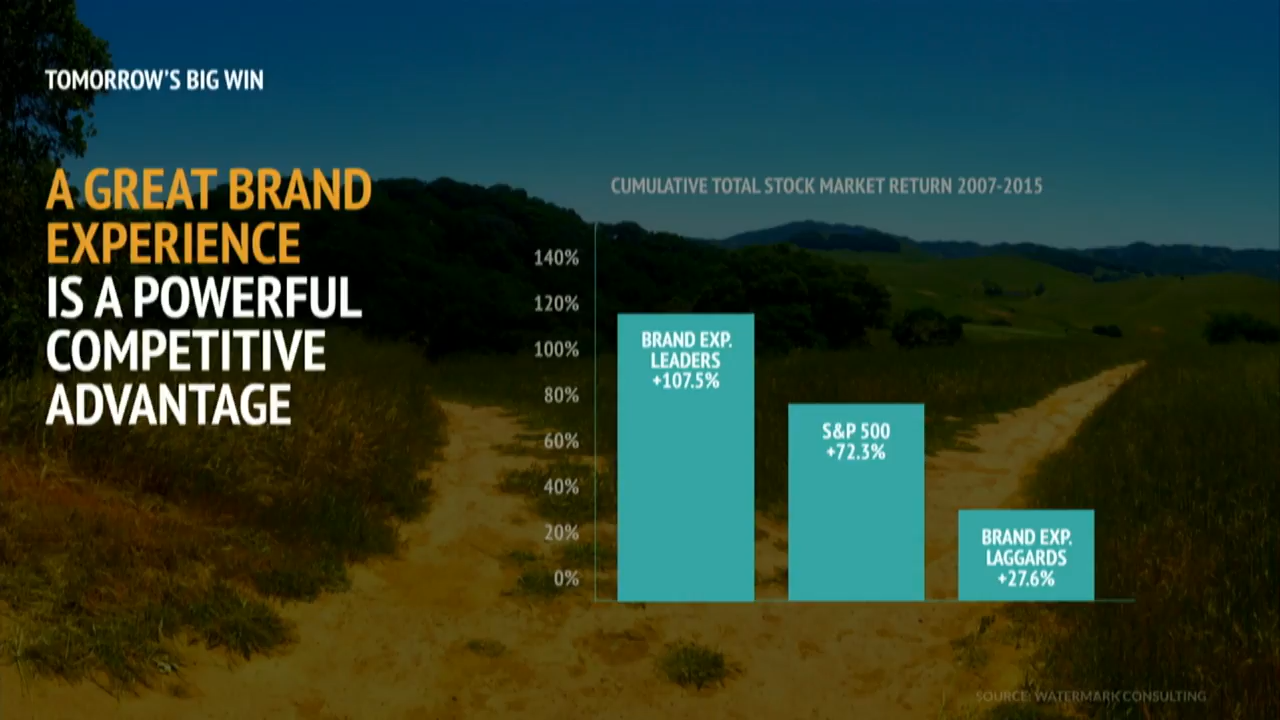 TOMORROW'S BIG WIN
A GREAT BRAND
EXPERIENCE
IS A POWERFUL
COMPETITIVE
ADVANTAGE
CUMULATIVE TOTAL STOCK MARKET RETURN 2007-2015
140%
120%
100%
80%
60%
40%
20%
0%
BRAND EXP.
LEADERS
+107.5%
S&P 500
+72.3%
BRAND EXP.
LAGGARDS
+27.6%
SOURCE: WATERMARK CONSULTING